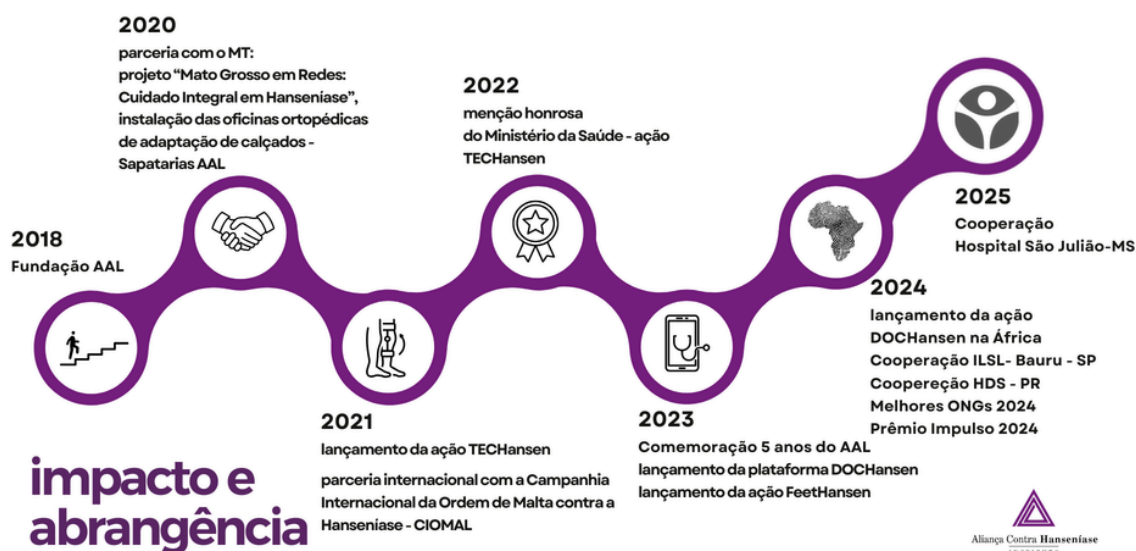 2018
Fundação AAL
2020
parceria com o MT:
projeto “Mato Grosso em Redes:
Cuidado Integral em Hanseníase”,
instalação das oficinas ortopédicas
de adaptação de calçados -
Sapatarias AAL
2021
lançamento da ação TECHansen
parceria internacional com a Campanhia
Internacional da Ordem de Malta contra a
Hanseníase - CIOMAL
2022
menção honrosa
do Ministério da Saúde - ação
TECHansen
2023
Comemoração 5 anos do AAL
lançamento da plataforma DOCHansen
lançamento da ação FeetHansen
2024
lançamento da ação
DOCHansen na África
Cooperação ILSL- Bauru - SP
Coopereção HDS - PR
Melhores ONGs 2024
Prêmio Impulso 2024
2025
Cooperação
Hospital São Julião-MS
impacto e
abrangência
Aliança Contra Hanseníase